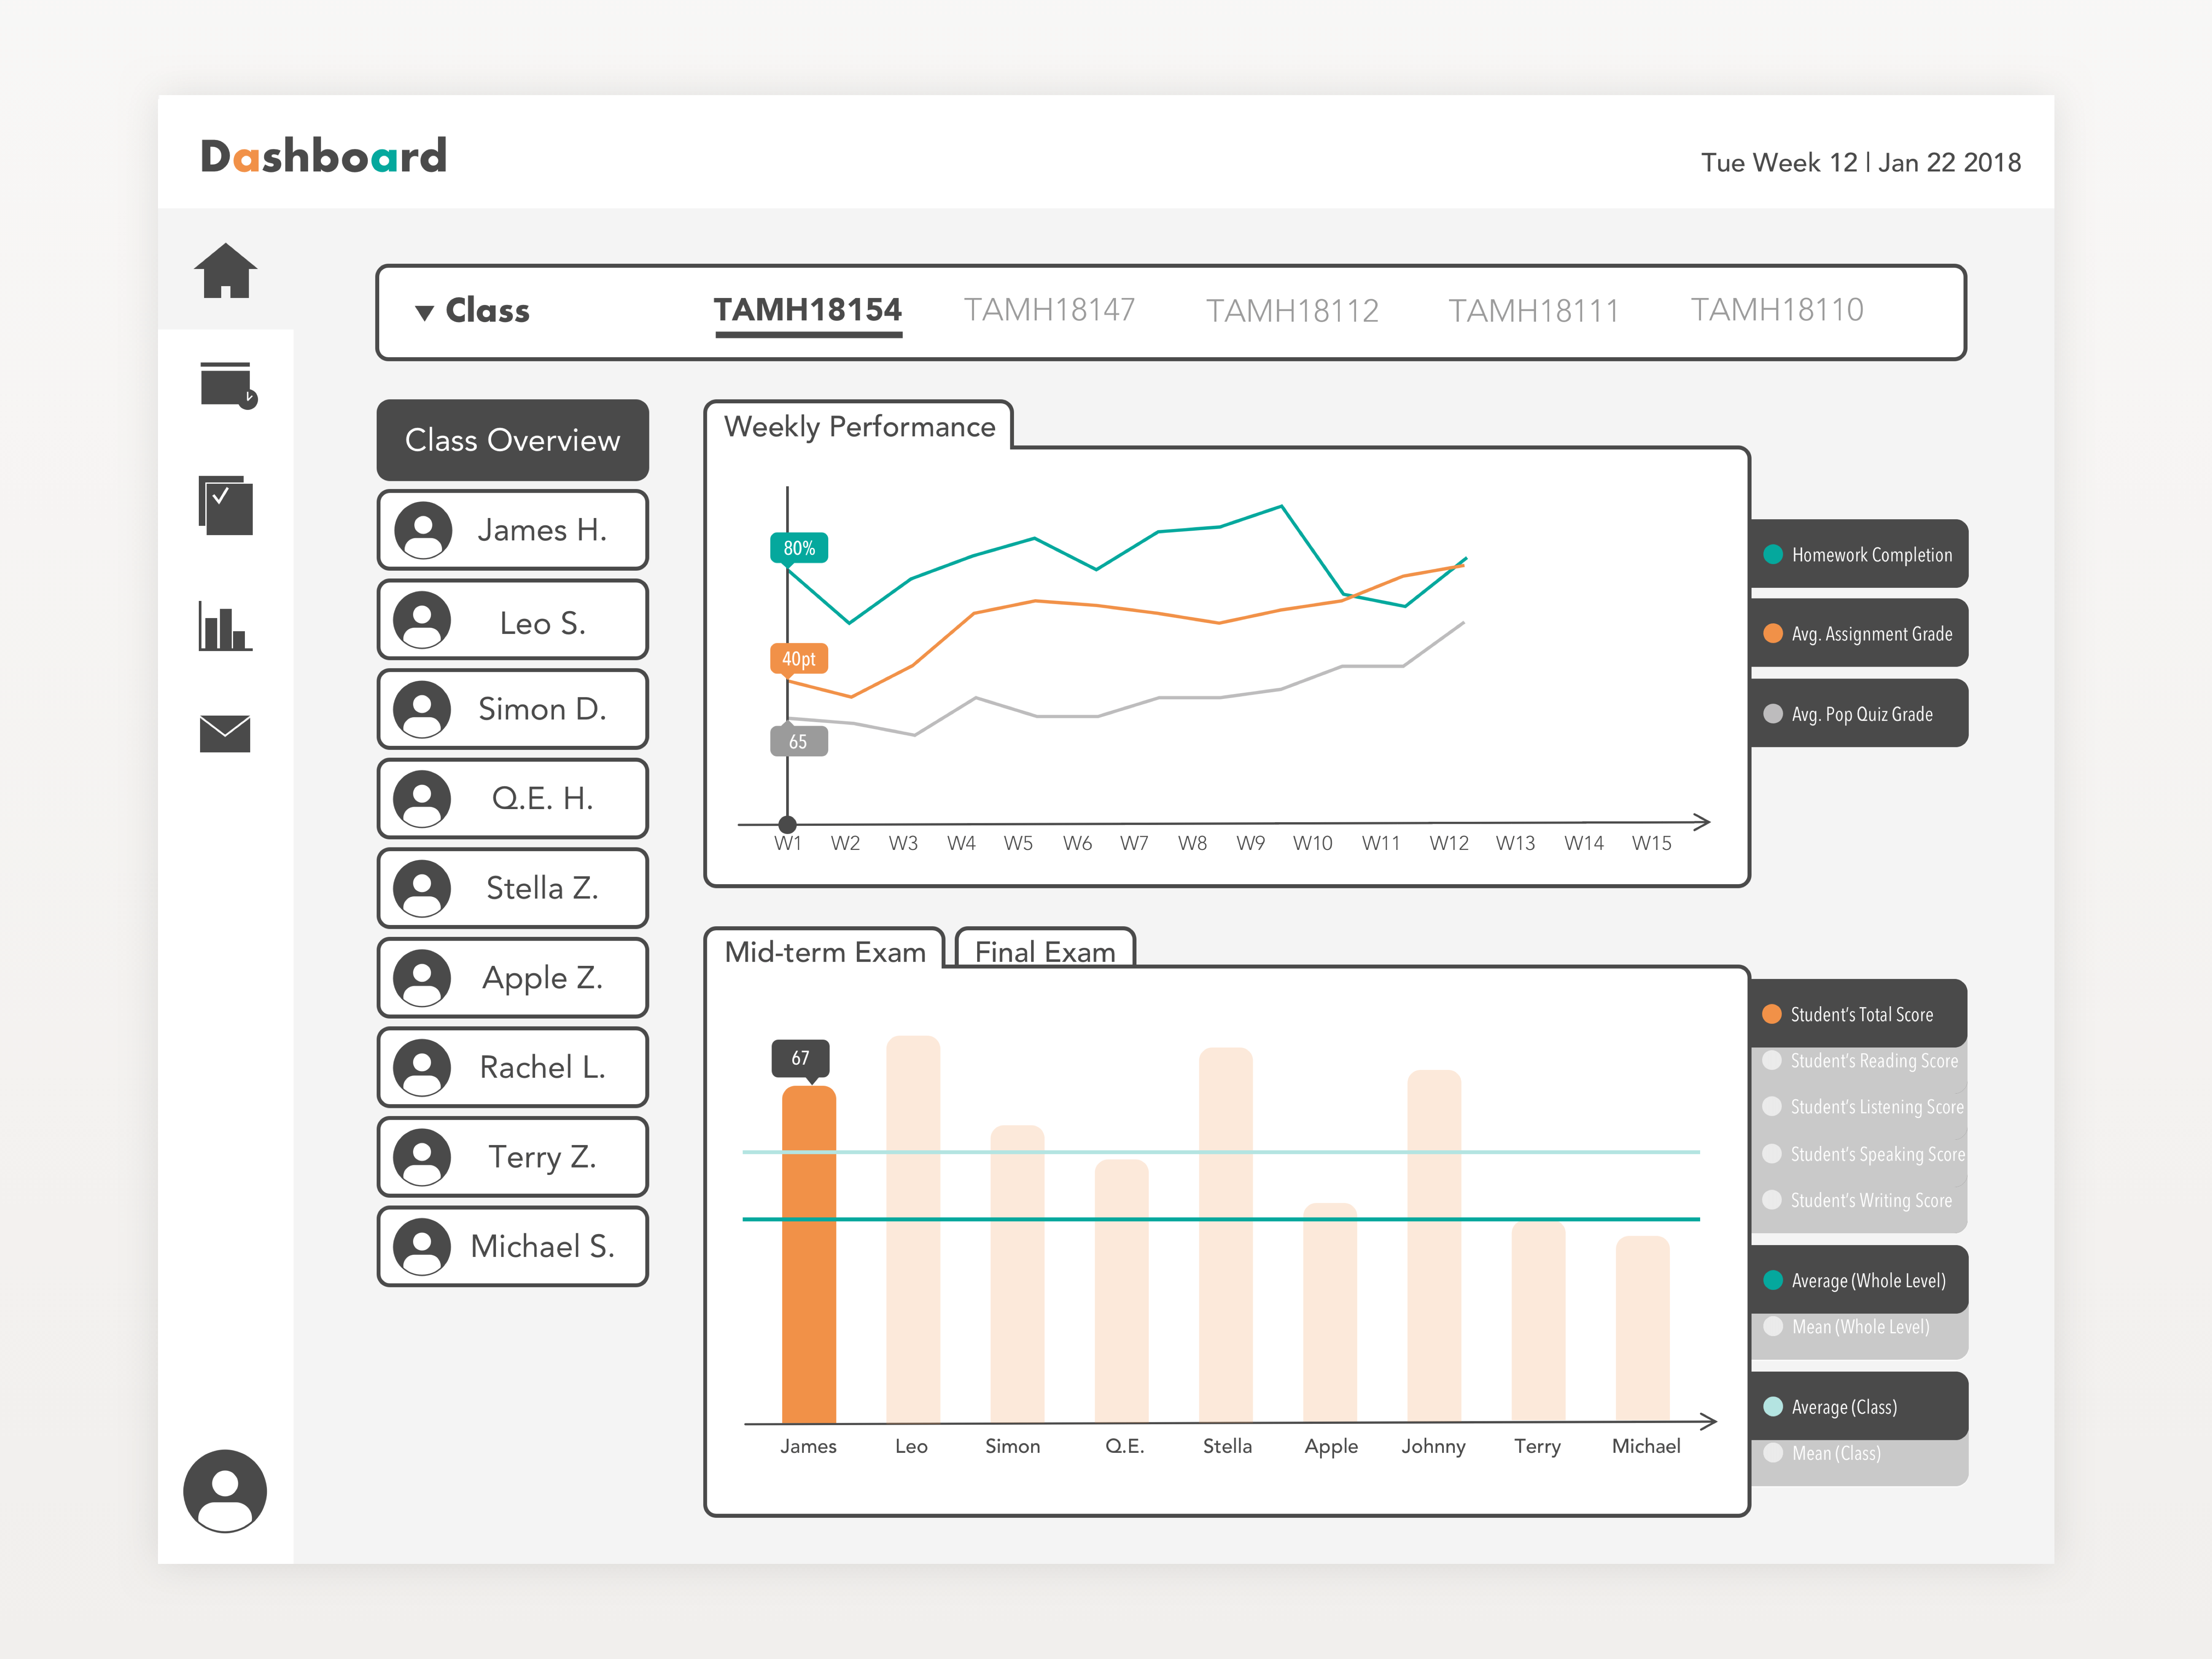 Dashboard
Tue Week 12 | Jan 22 2018
Class TAMH18154 TAMH18147 TAMH18112 TAMH18111 TAMH18110
Class Overview
James H.
Leo S.
Simon D.
Q.E. H.
Stella Z.
Apple Z.
Rachel L.
Terry Z.
Michael S.
Weekly Performance
80%
40pt
65
W1 W2 W3 W4 W5 W6 W7 W8 W9 W10 W11 W12 W13 W14 W15
Homework Completion
Avg. Assignment Grade
Avg. Pop Quiz Grade
Mid-term Exam Final Exam
67
James Leo Simon Q.E. Stella Apple Johnny Terry Michael
Student's Total Score
Student's Reading Score
Student's Listening Score
Student's Speaking Score
Student's Writing Score
Average (Whole Level)
Mean (Whole Level)
Average (Class)
Mean (Class)